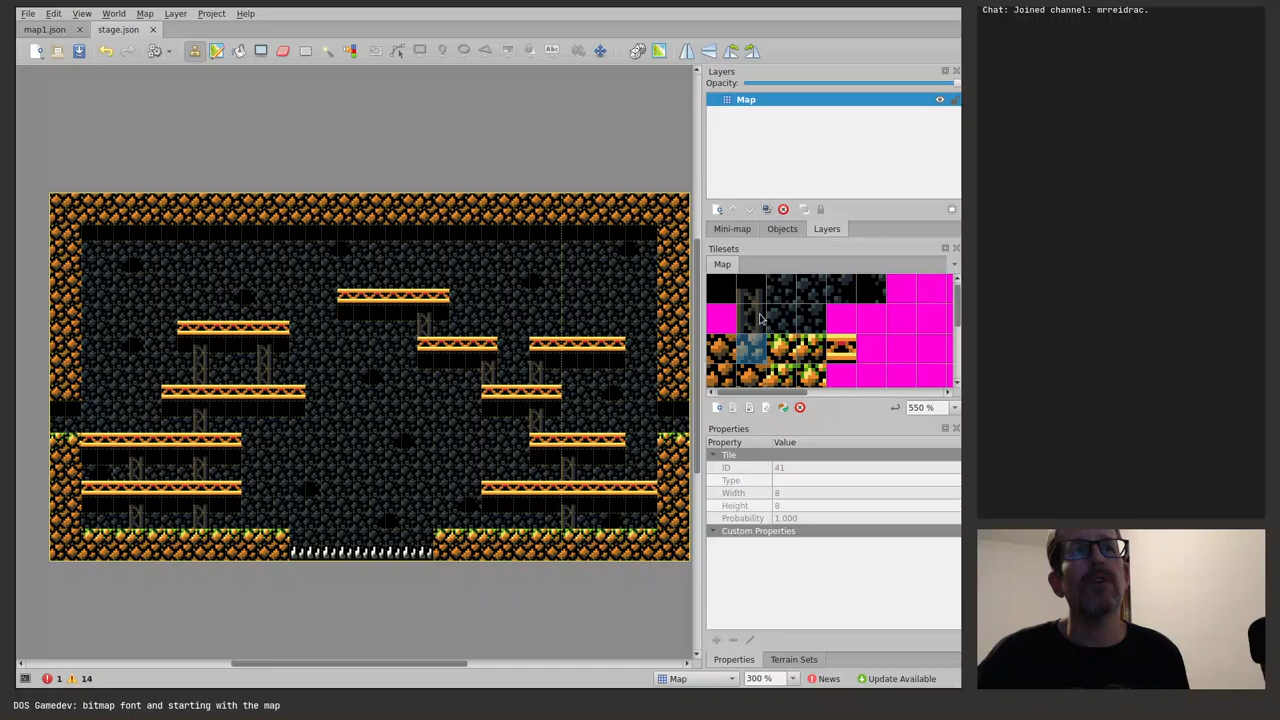 File Edit View World Map Layer Project Help
map1.json stage.json
Abc
Layers
Opacity:
Map
Mini-map Objects Layers
Tilesets
Map
550 %
Properties
Property Value
Tile
ID 41
Type
Width 8
Height 8
Probability 1.000
Custom Properties
Properties Terrain Sets
1 14 Map 300 % News Update Available
Chat: Joined channel: mrreidrac.
DOS Gamedev: bitmap font and starting with the map